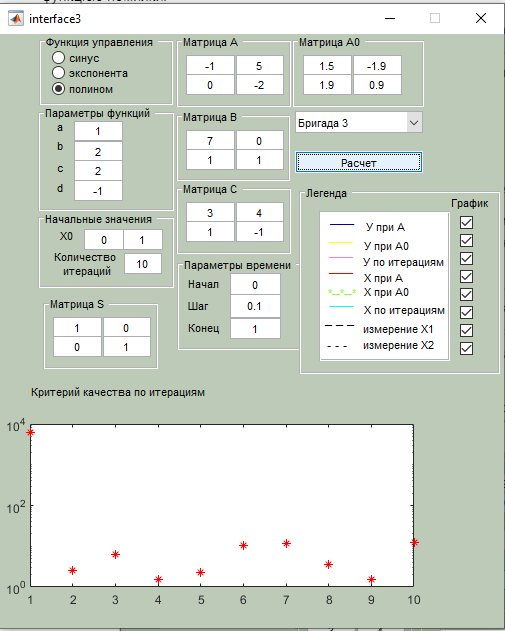 interface3
Функция управления
синус
экспонента
полином
Параметры функций
a 1
b 2
c 2
d -1
Начальные значения
X0 0 1
Количество
итераций 10
Матрица S
1 0
0 1
Матрица A
-1 5
0 -2
Матрица B
7 0
1 1
Матрица C
3 4
1 -1
Параметры времени
Начал 0
Шаг 0.1
Конец 1
Матрица A0
1.5 -1.9
1.9 0.9
Бригада 3
Расчет
Легенда
График
У при А
У при А0
У по итерациям
Х при А
Х при А0
Х по итерациям
измерение Х1
измерение Х2
Критерий качества по итерациям
10^4
10^2
10^0
1 2 3 4 5 6 7 8 9 10